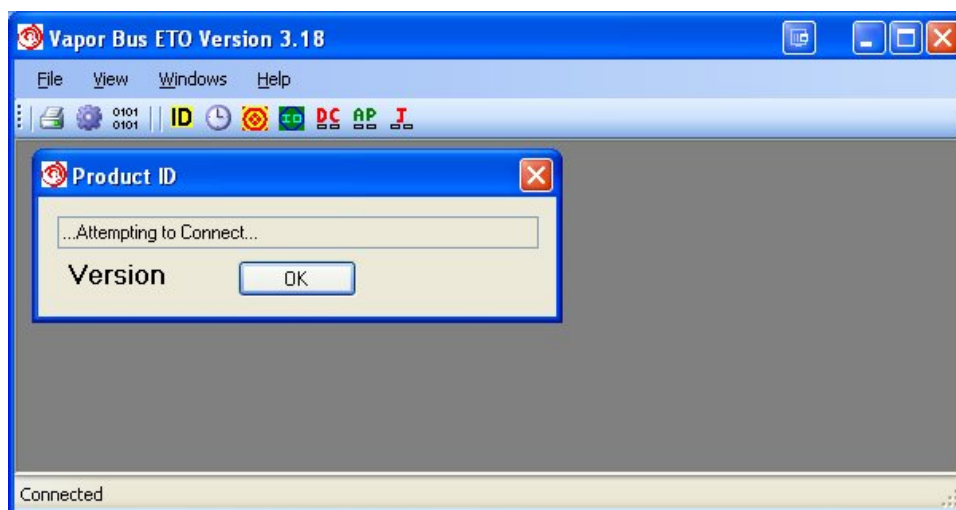 Vapor Bus ETO Version 3.18
File View Windows Help
0101 ID DC AP I
0101
Product ID
...Attempting to Connect...
Version OK
Connected